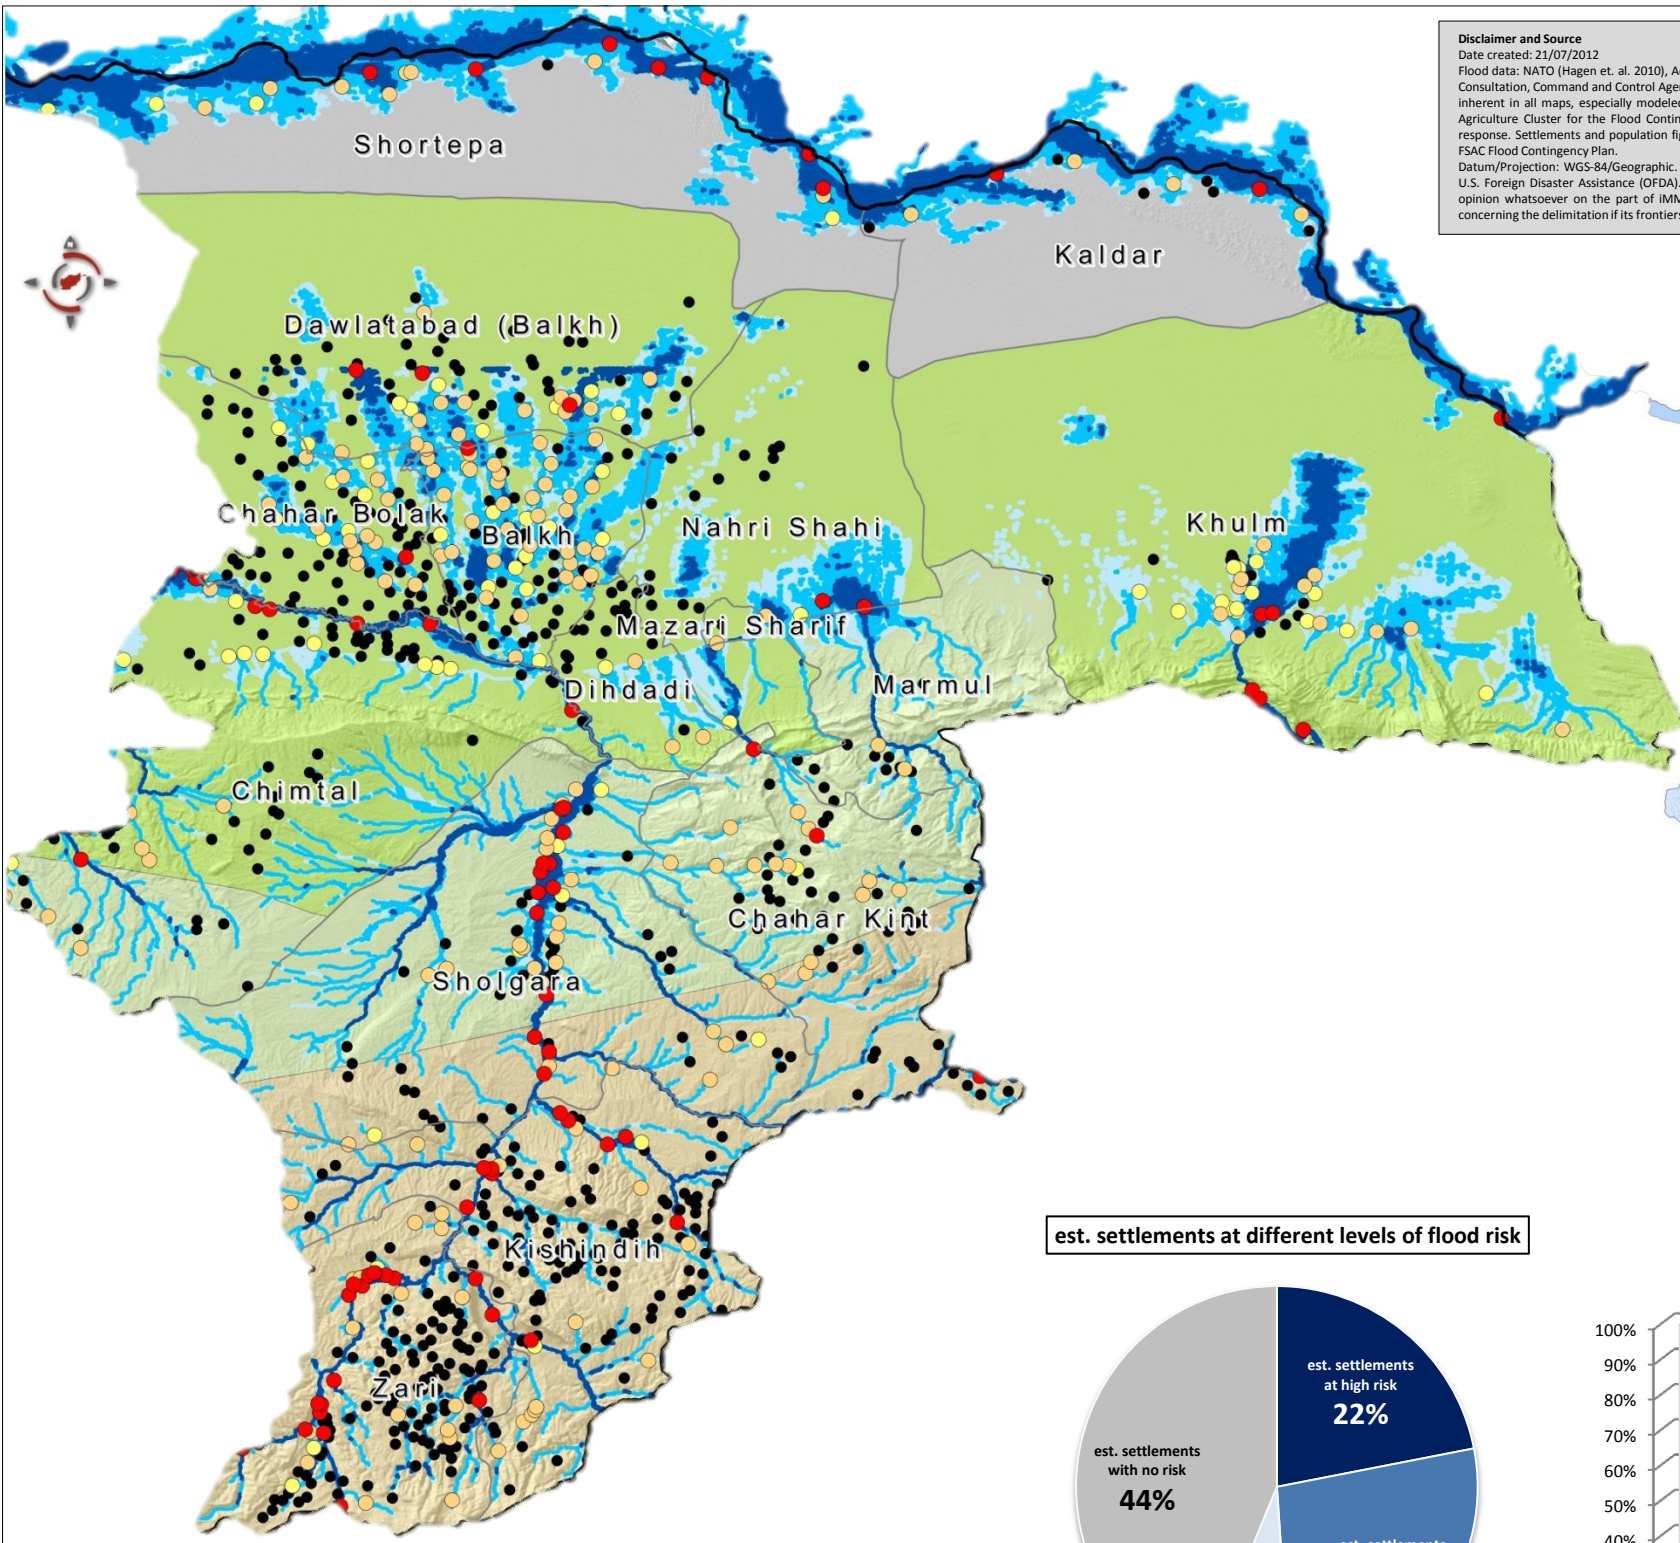 Disclaimer and Source
Date created: 21/07/2012
Flood data: NATO (Hagen et. al. 2010),
Consultation, Command and Control
inherent in all maps, especially
Agriculture Cluster for the Flood
response. Settlements and population
FSAC Flood Contingency Plan.
Datum/Projection: WGS-84/Geographic.
U.S. Foreign Disaster Assistance (OFDA).
opinion whatsoever on the part of
concerning the delimitation if its
N
Shortepa
Kaldar
Dawlatabad (Balkh)
Chahar Bolak
Balkh
Nahri Shahi
Khulm
Mazari Sharif
Dihdadi
Marmul
Chimtal
Chahar Kint
Sholgara
Kishindih
Zari
est. settlements at different levels of flood risk
est. settlements
at high risk
22%
est. settlements
with no risk
44%
est. settlements
100%
90%
80%
70%
60%
50%
40%